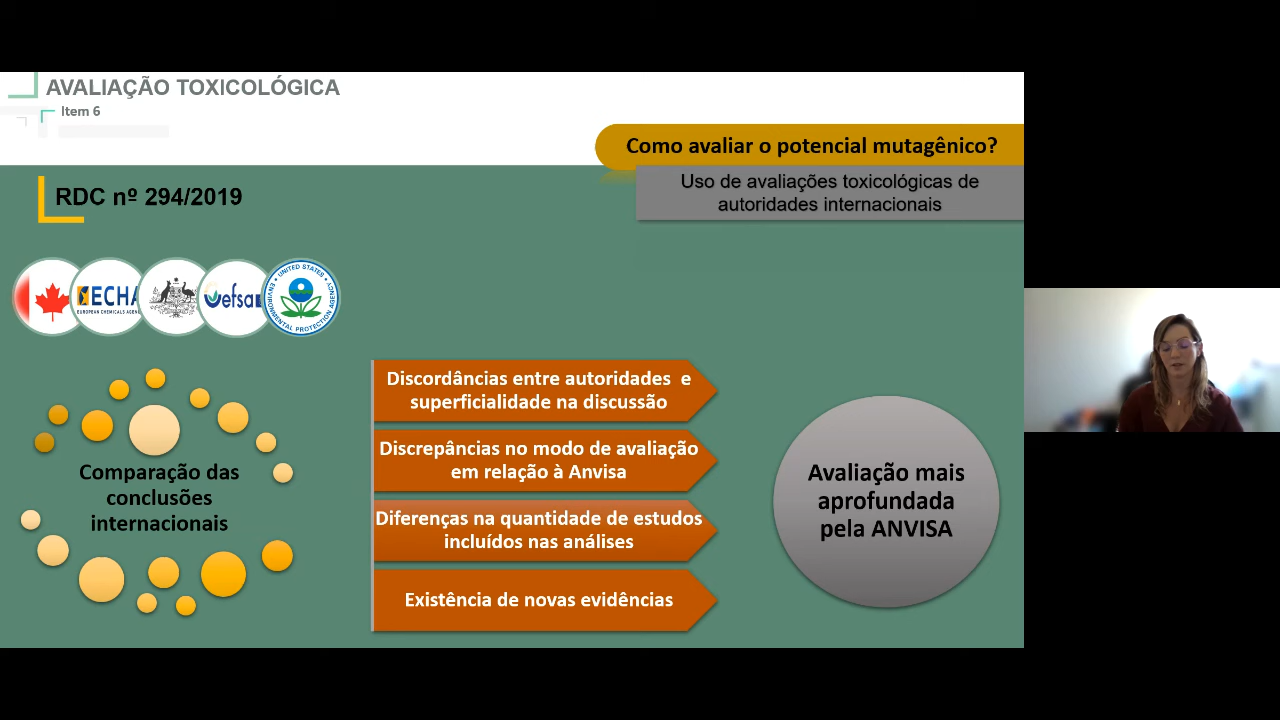 AVALIAÇÃO TOXICOLÓGICA
Item 6
Como avaliar o potencial mutagênico?
Uso de avaliações toxicológicas de
autoridades internacionais
RDC nº 294/2019
ECHA
EUROPEAN CHEMICALS AGENC
efsa
UNITED STATES
ENVIRONMENTAL PROTECTION AGENCY
Discordâncias entre autoridades e
superficialidade na discussão
Discrepâncias no modo de avaliação
em relação à Anvisa
Diferenças na quantidade de estudos
incluídos nas análises
Existência de novas evidências
Comparação das
conclusões
internacionais
Avaliação mais
aprofundada
pela ANVISA